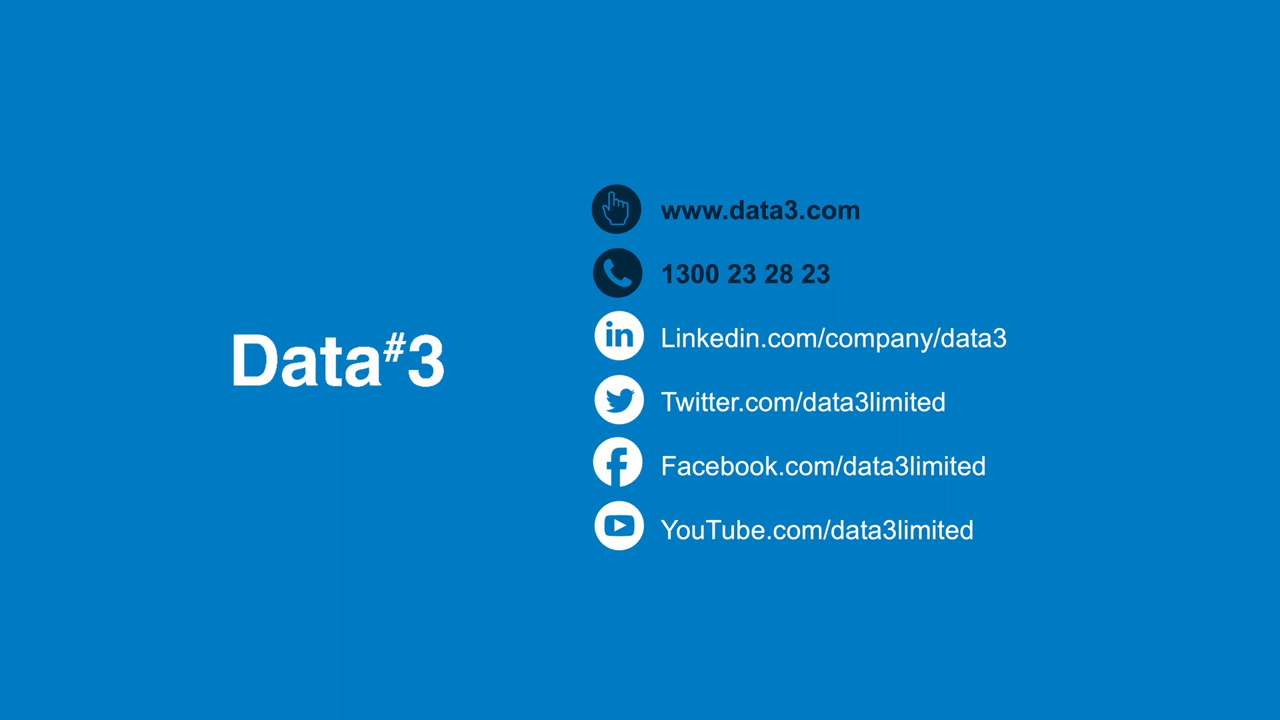 Data#3
www.data3.com
1300 23 28 23
Linkedin.com/company/data3
Twitter.com/data3limited
Facebook.com/data3limited
YouTube.com/data3limited